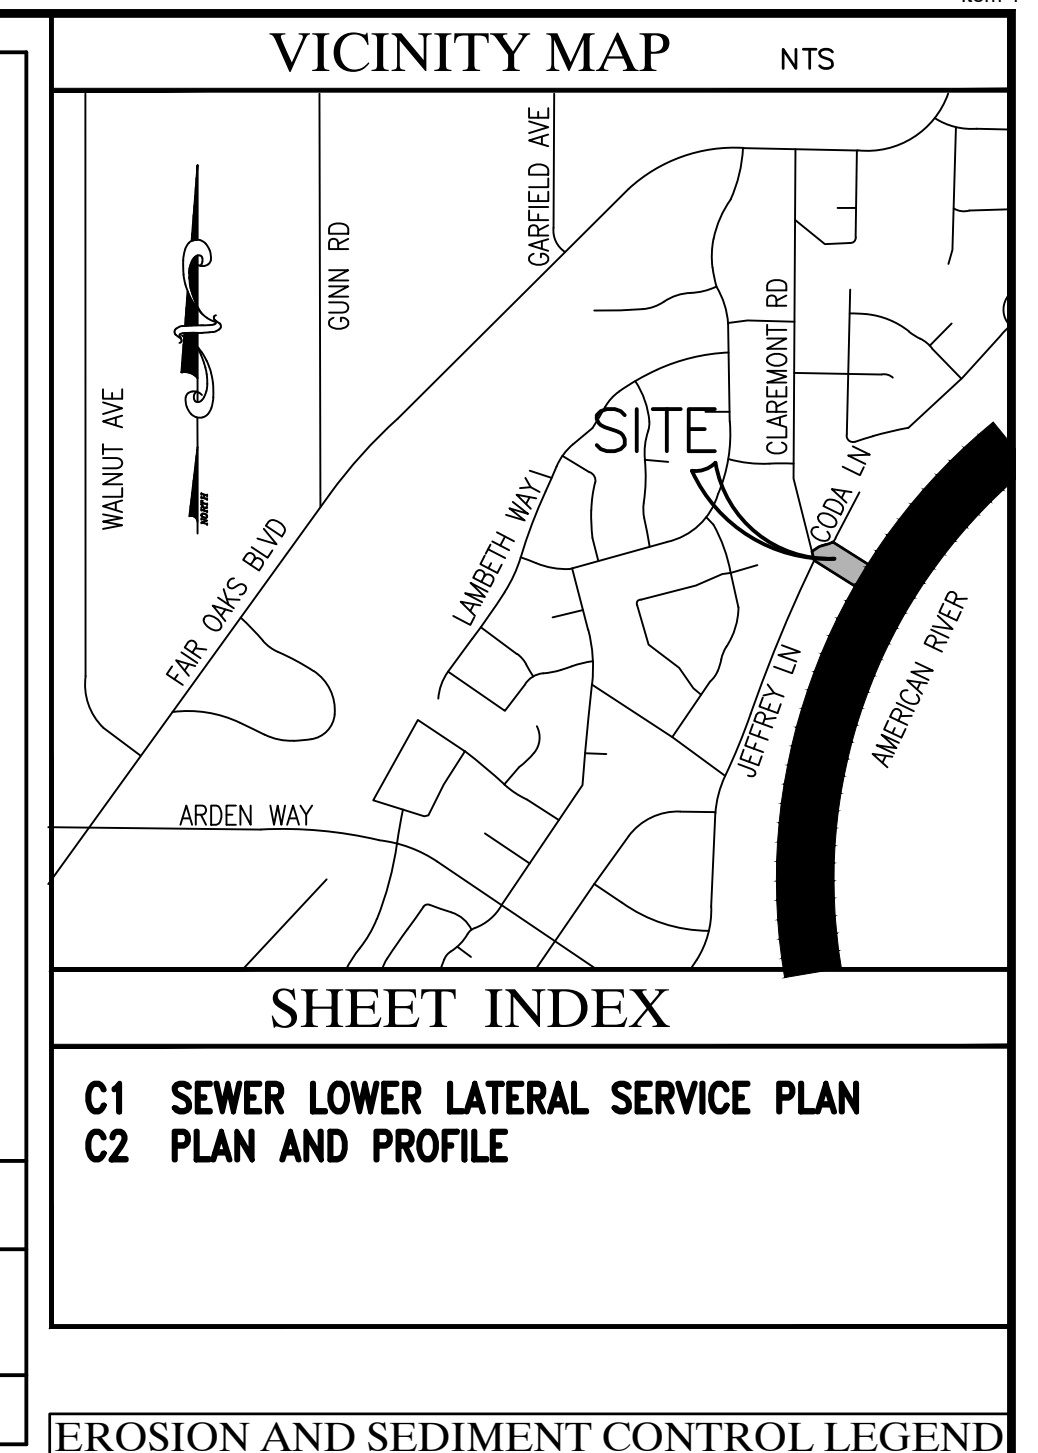 VICINITY MAP NTS
GARFIELD AVE
GUNN RD
CLAREMONT RD
WALNUT AVE
SITE
CODA LN
LAMBETH WAY
NORTH
FAIR OAKS BLVD
AMERICAN RIVER
JEFFREY LN
ARDEN WAY
SHEET INDEX
C1 SEWER LOWER LATERAL SERVICE PLAN
C2 PLAN AND PROFILE
EROSION AND SEDIMENT CONTROL LEGEND